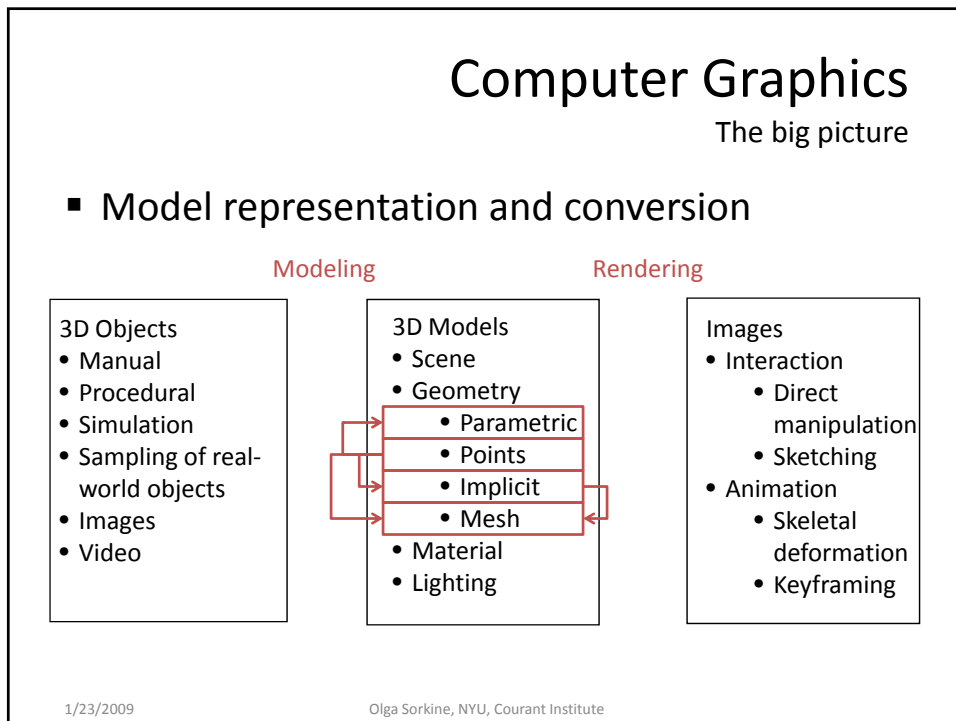 Computer Graphics
The big picture
▪ Model representation and conversion
Modeling
Rendering
3D Objects
• Manual
• Procedural
• Simulation
• Sampling of real-
world objects
• Images
• Video
3D Models
• Scene
• Geometry
• Parametric
• Points
• Implicit
• Mesh
• Material
• Lighting
Images
• Interaction
• Direct
manipulation
• Sketching
• Animation
• Skeletal
deformation
• Keyframing
1/23/2009
Olga Sorkine, NYU, Courant Institute